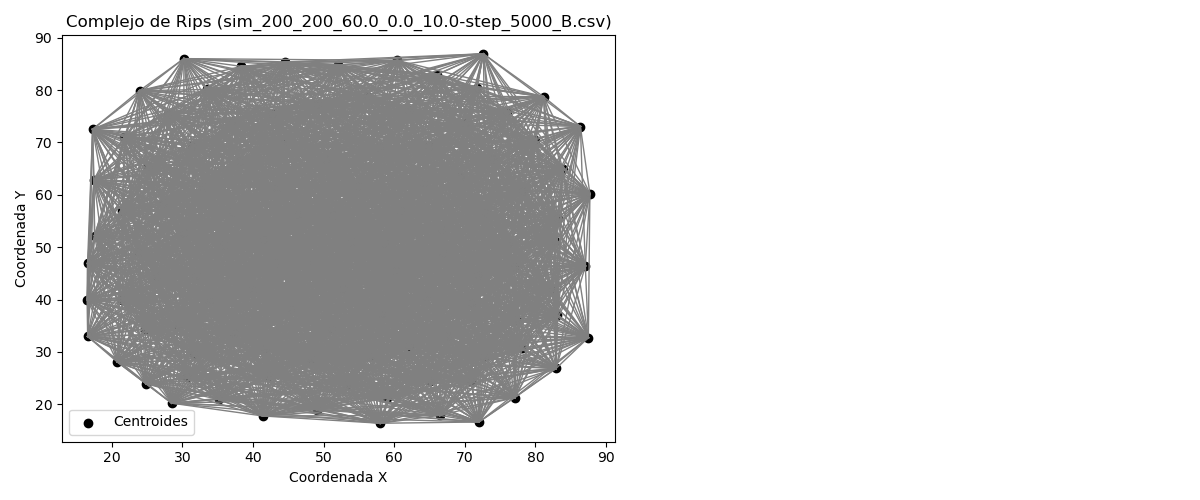 Complejo de Rips (sim_200_200_60.0_0.0_10.0-step_5000_B.csv)
90
80
70
60
50
40
30
20
Coordenada Y
Centroides
20 30 40 50 60 70 80 90
Coordenada X